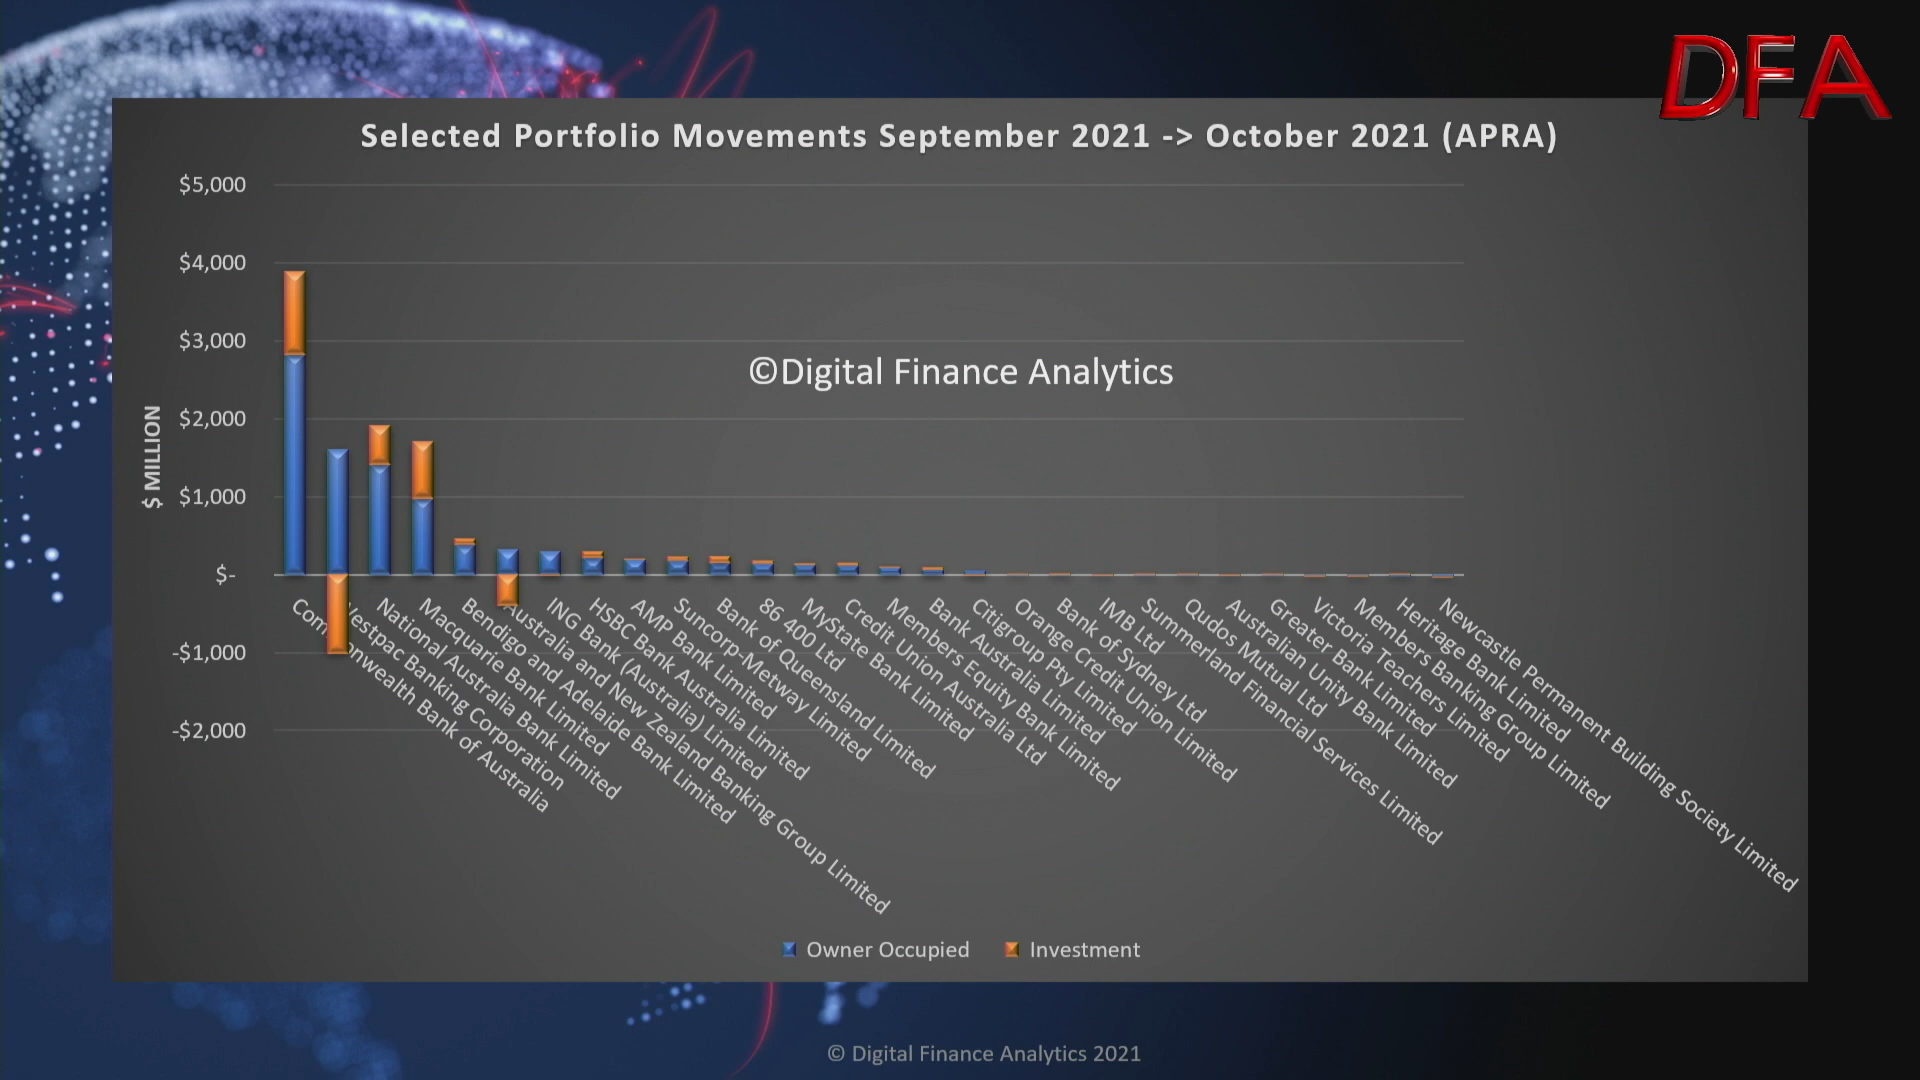 DFA
Selected Portfolio Movements September 2021 -> October 2021 (APRA)
$5,000
$4,000
$3,000
$2,000
$1,000
$-
-$1,000
-$2,000
$ MILLION
©Digital Finance Analytics
Commonwealth Bank of Australia
Westpac Banking Corporation
National Australia Bank Limited
Macquarie Bank Limited
Bendigo and Adelaide Bank Limited
Australia and New Zealand Banking Group Limited
ING Bank (Australia) Limited
HSBC Bank Australia Limited
AMP Bank Limited
Suncorp-Metway Limited
Bank of Queensland Limited
86 400 Ltd
MyState Bank Limited
Credit Union Australia Ltd
Members Equity Bank Limited
Bank Australia Limited
Citigroup Pty Limited
Orange Credit Union Limited
Bank of Sydney Ltd
IMB Ltd
Summerland Financial Services Limited
Qudos Mutual Ltd
Australian Unity Bank Limited
Greater Bank Limited
Victoria Teachers Limited
Members Banking Group Limited
Heritage Bank Limited
Newcastle Permanent Building Society Limited
Owner Occupied
Investment
© Digital Finance Analytics 2021